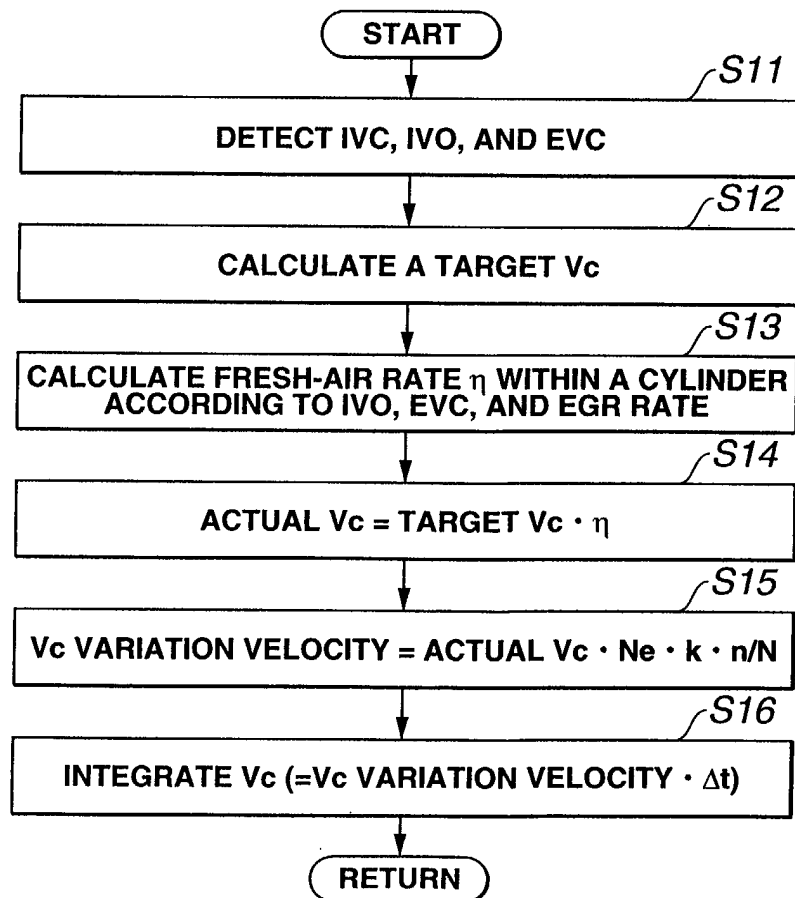 START
S11
DETECT IVC, IVO, AND EVC
S12
CALCULATE A TARGET Vc
S13
CALCULATE FRESH-AIR RATE η WITHIN A CYLINDER
ACCORDING TO IVO, EVC, AND EGR RATE
S14
ACTUAL Vc = TARGET Vc · η
S15
Vc VARIATION VELOCITY = ACTUAL Vc · Ne · k · n/N
S16
INTEGRATE Vc (=Vc VARIATION VELOCITY · Δt)
RETURN